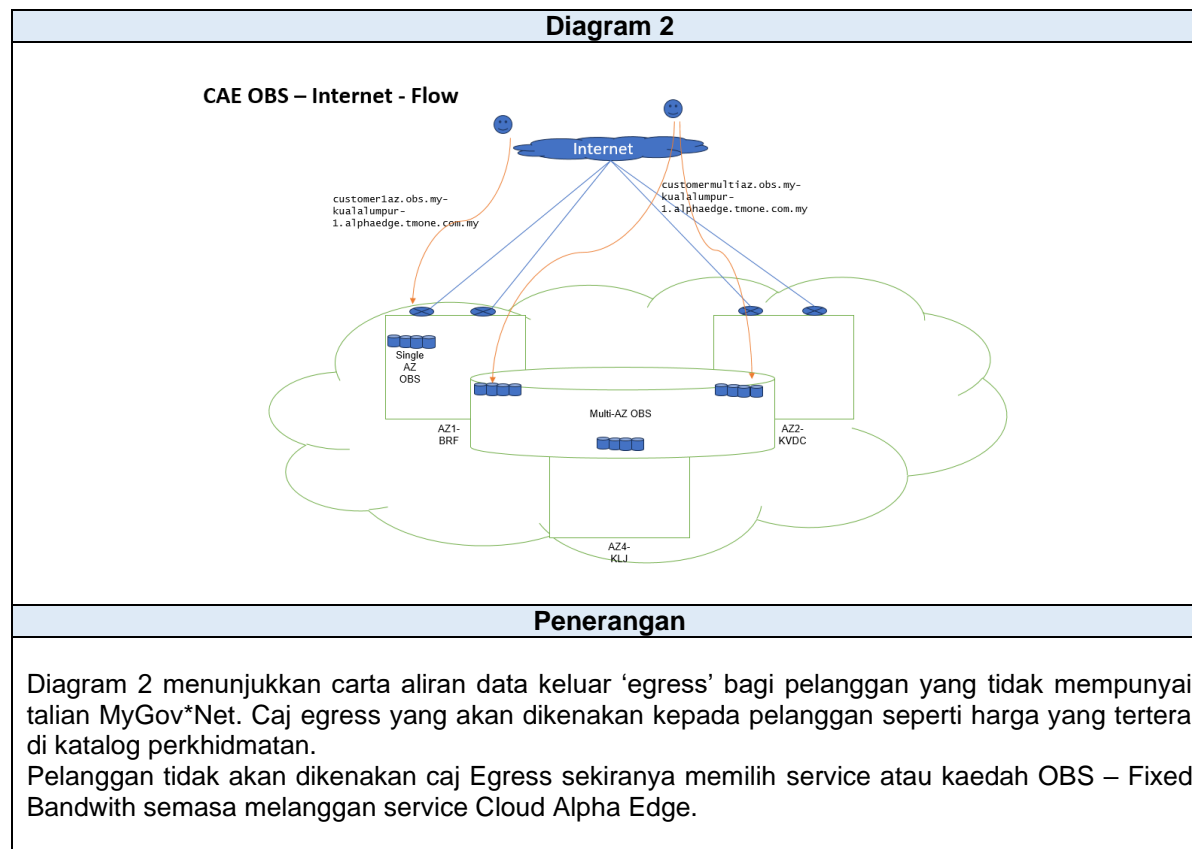 Diagram 2
CAE OBS – Internet - Flow
Internet
customer1az.obs.my-
kualalumpur-
1.alphaedge.tmone.com.my
customermultiaz.obs.my-
kualalumpur-
1.alphaedge.tmone.com.my
Single
AZ
OBS
Multi-AZ OBS
AZ1-
BRF
AZ2-
KVDC
AZ4-
KLJ
Penerangan
Diagram 2 menunjukkan carta aliran data keluar ‘egress’ bagi pelanggan yang tidak mempunyai
talian MyGov*Net. Caj egress yang akan dikenakan kepada pelanggan seperti harga yang tertera
di katalog perkhidmatan.
Pelanggan tidak akan dikenakan caj Egress sekiranya memilih service atau kaedah OBS – Fixed
Bandwith semasa melanggan service Cloud Alpha Edge.